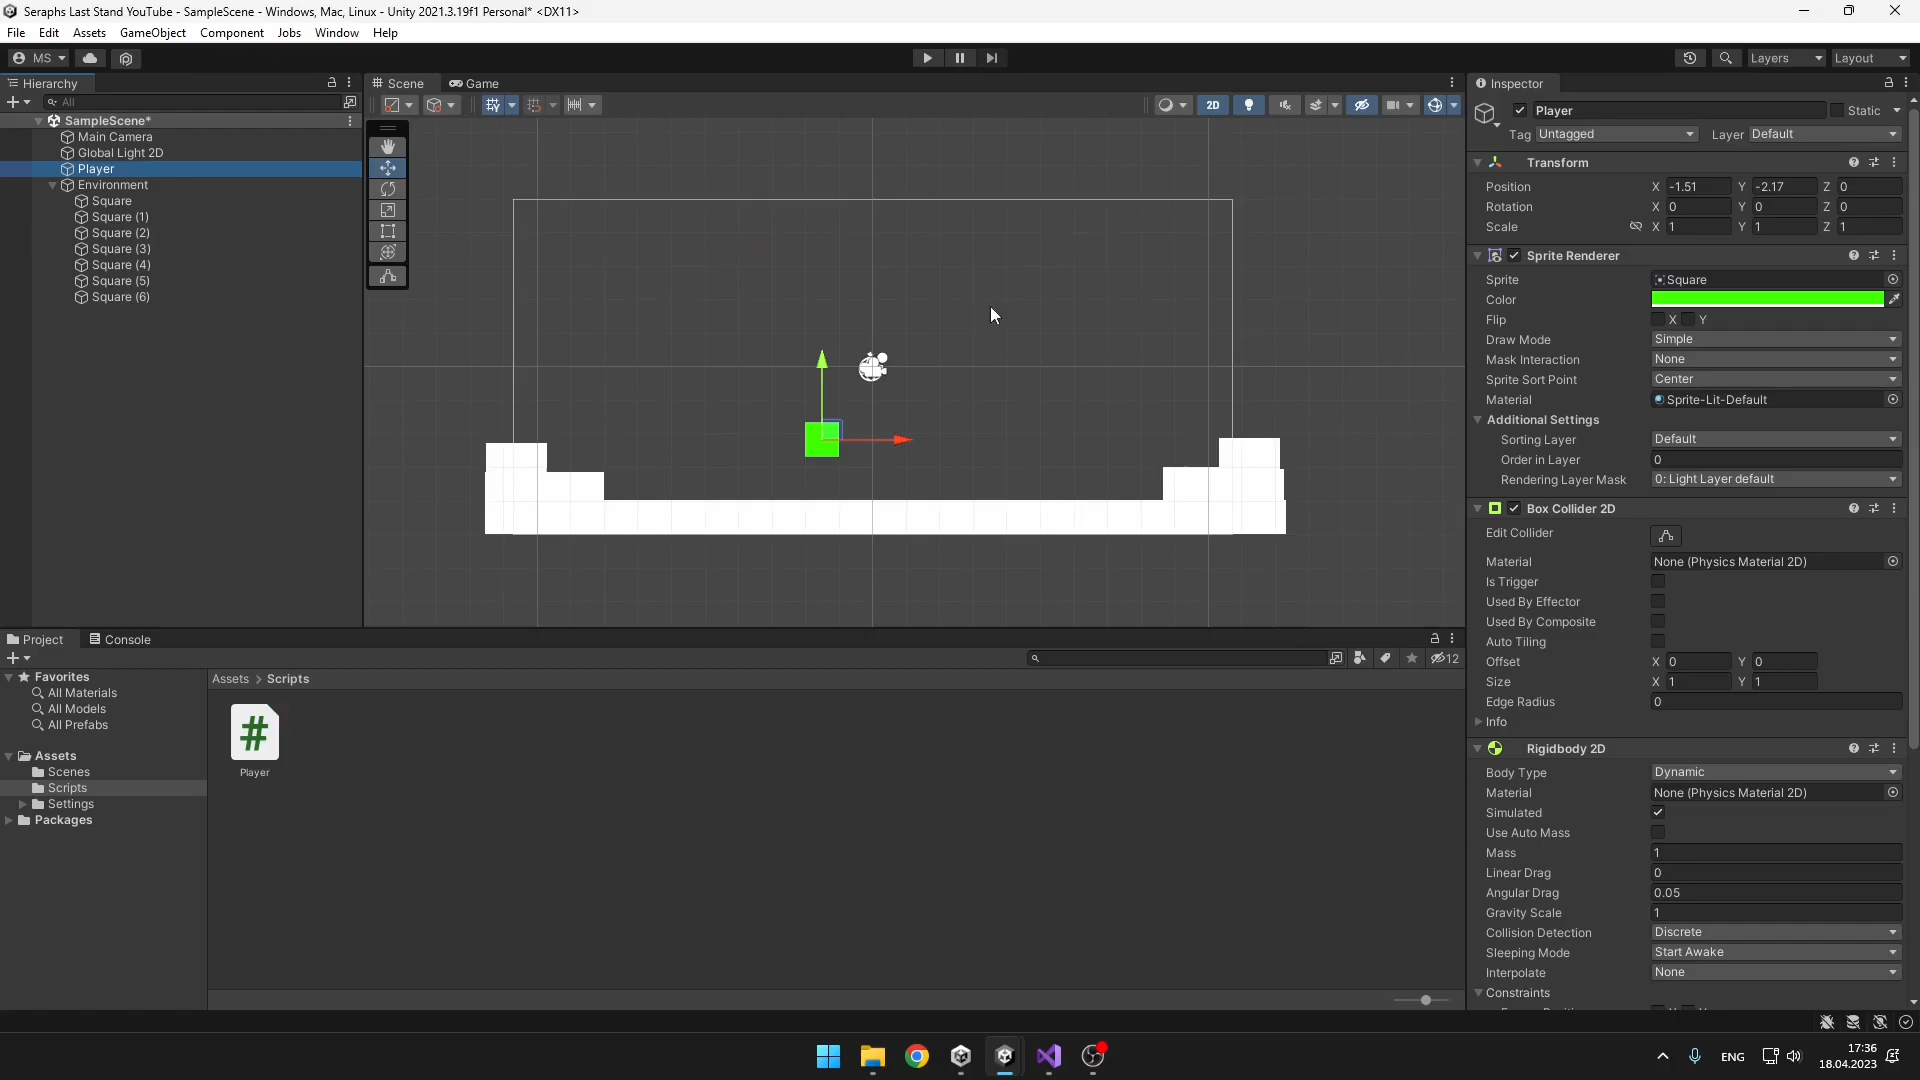 Seraphs Last Stand YouTube - SampleScene - Windows, Mac, Linux - Unity 2021.3.19f1 Personal* <DX11>
File Edit Assets GameObject Component Jobs Window Help
MS Layers Layout
Hierarchy
All
SampleScene*
Main Camera
Global Light 2D
Player
Environment
Square
Square (1)
Square (2)
Square (3)
Square (4)
Square (5)
Square (6)
Scene Game
2D
Inspector
Player Static
Tag Untagged Layer Default
Transform
Position X -1.51 Y -2.17 Z 0
Rotation X 0 Y 0 Z 0
Scale X 1 Y 1 Z 1
Sprite Renderer
Sprite Square
Color
Flip X Y
Draw Mode Simple
Mask Interaction None
Sprite Sort Point Center
Material Sprite-Lit-Default
Additional Settings
Sorting Layer Default
Order in Layer 0
Rendering Layer Mask 0: Light Layer default
Box Collider 2D
Edit Collider
Material None (Physics Material 2D)
Is Trigger
Used By Effector
Used By Composite
Auto Tiling
Offset X 0 Y 0
Size X 1 Y 1
Edge Radius 0
Info
Rigidbody 2D
Body Type Dynamic
Material None (Physics Material 2D)
Simulated
Use Auto Mass
Mass 1
Linear Drag 0
Angular Drag 0.05
Gravity Scale 1
Collision Detection Discrete
Sleeping Mode Start Awake
Interpolate None
Constraints
Project Console
12
Favorites
All Materials
All Models
All Prefabs
Assets
Scenes
Scripts
Settings
Packages
Assets > Scripts
#
Player
ENG
17:36
18.04.2023